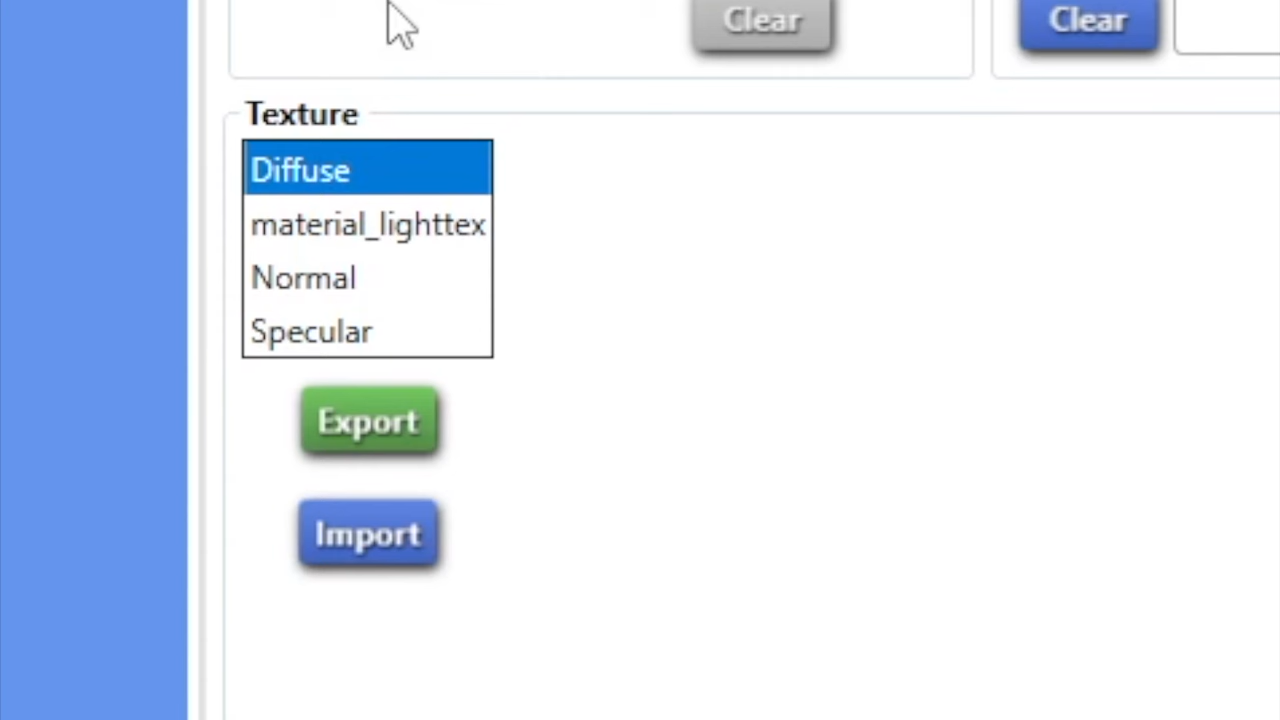 Clear
Clear
Texture
Diffuse
material_lighttex
Normal
Specular
Export
Import